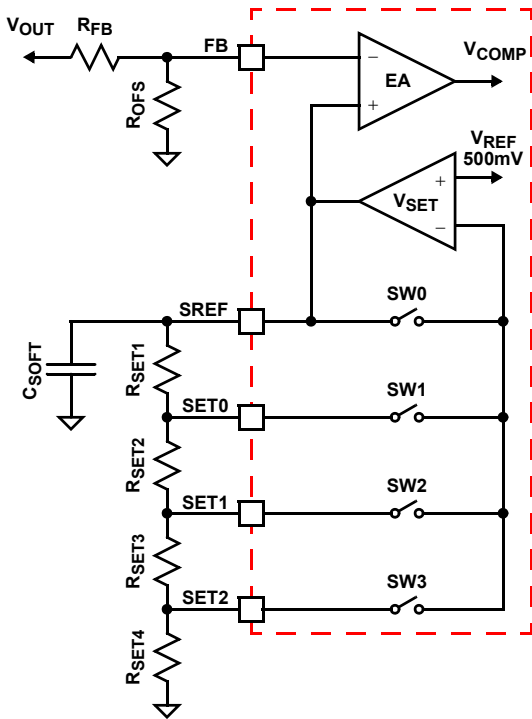 VOUT
RFB
FB
VCOMP
EA
−
+
ROFS
VREF
500mV
VSET
+
−
SREF
SW0
CSOFT
RSET1
SET0
SW1
RSET2
SET1
SW2
RSET3
SET2
SW3
RSET4